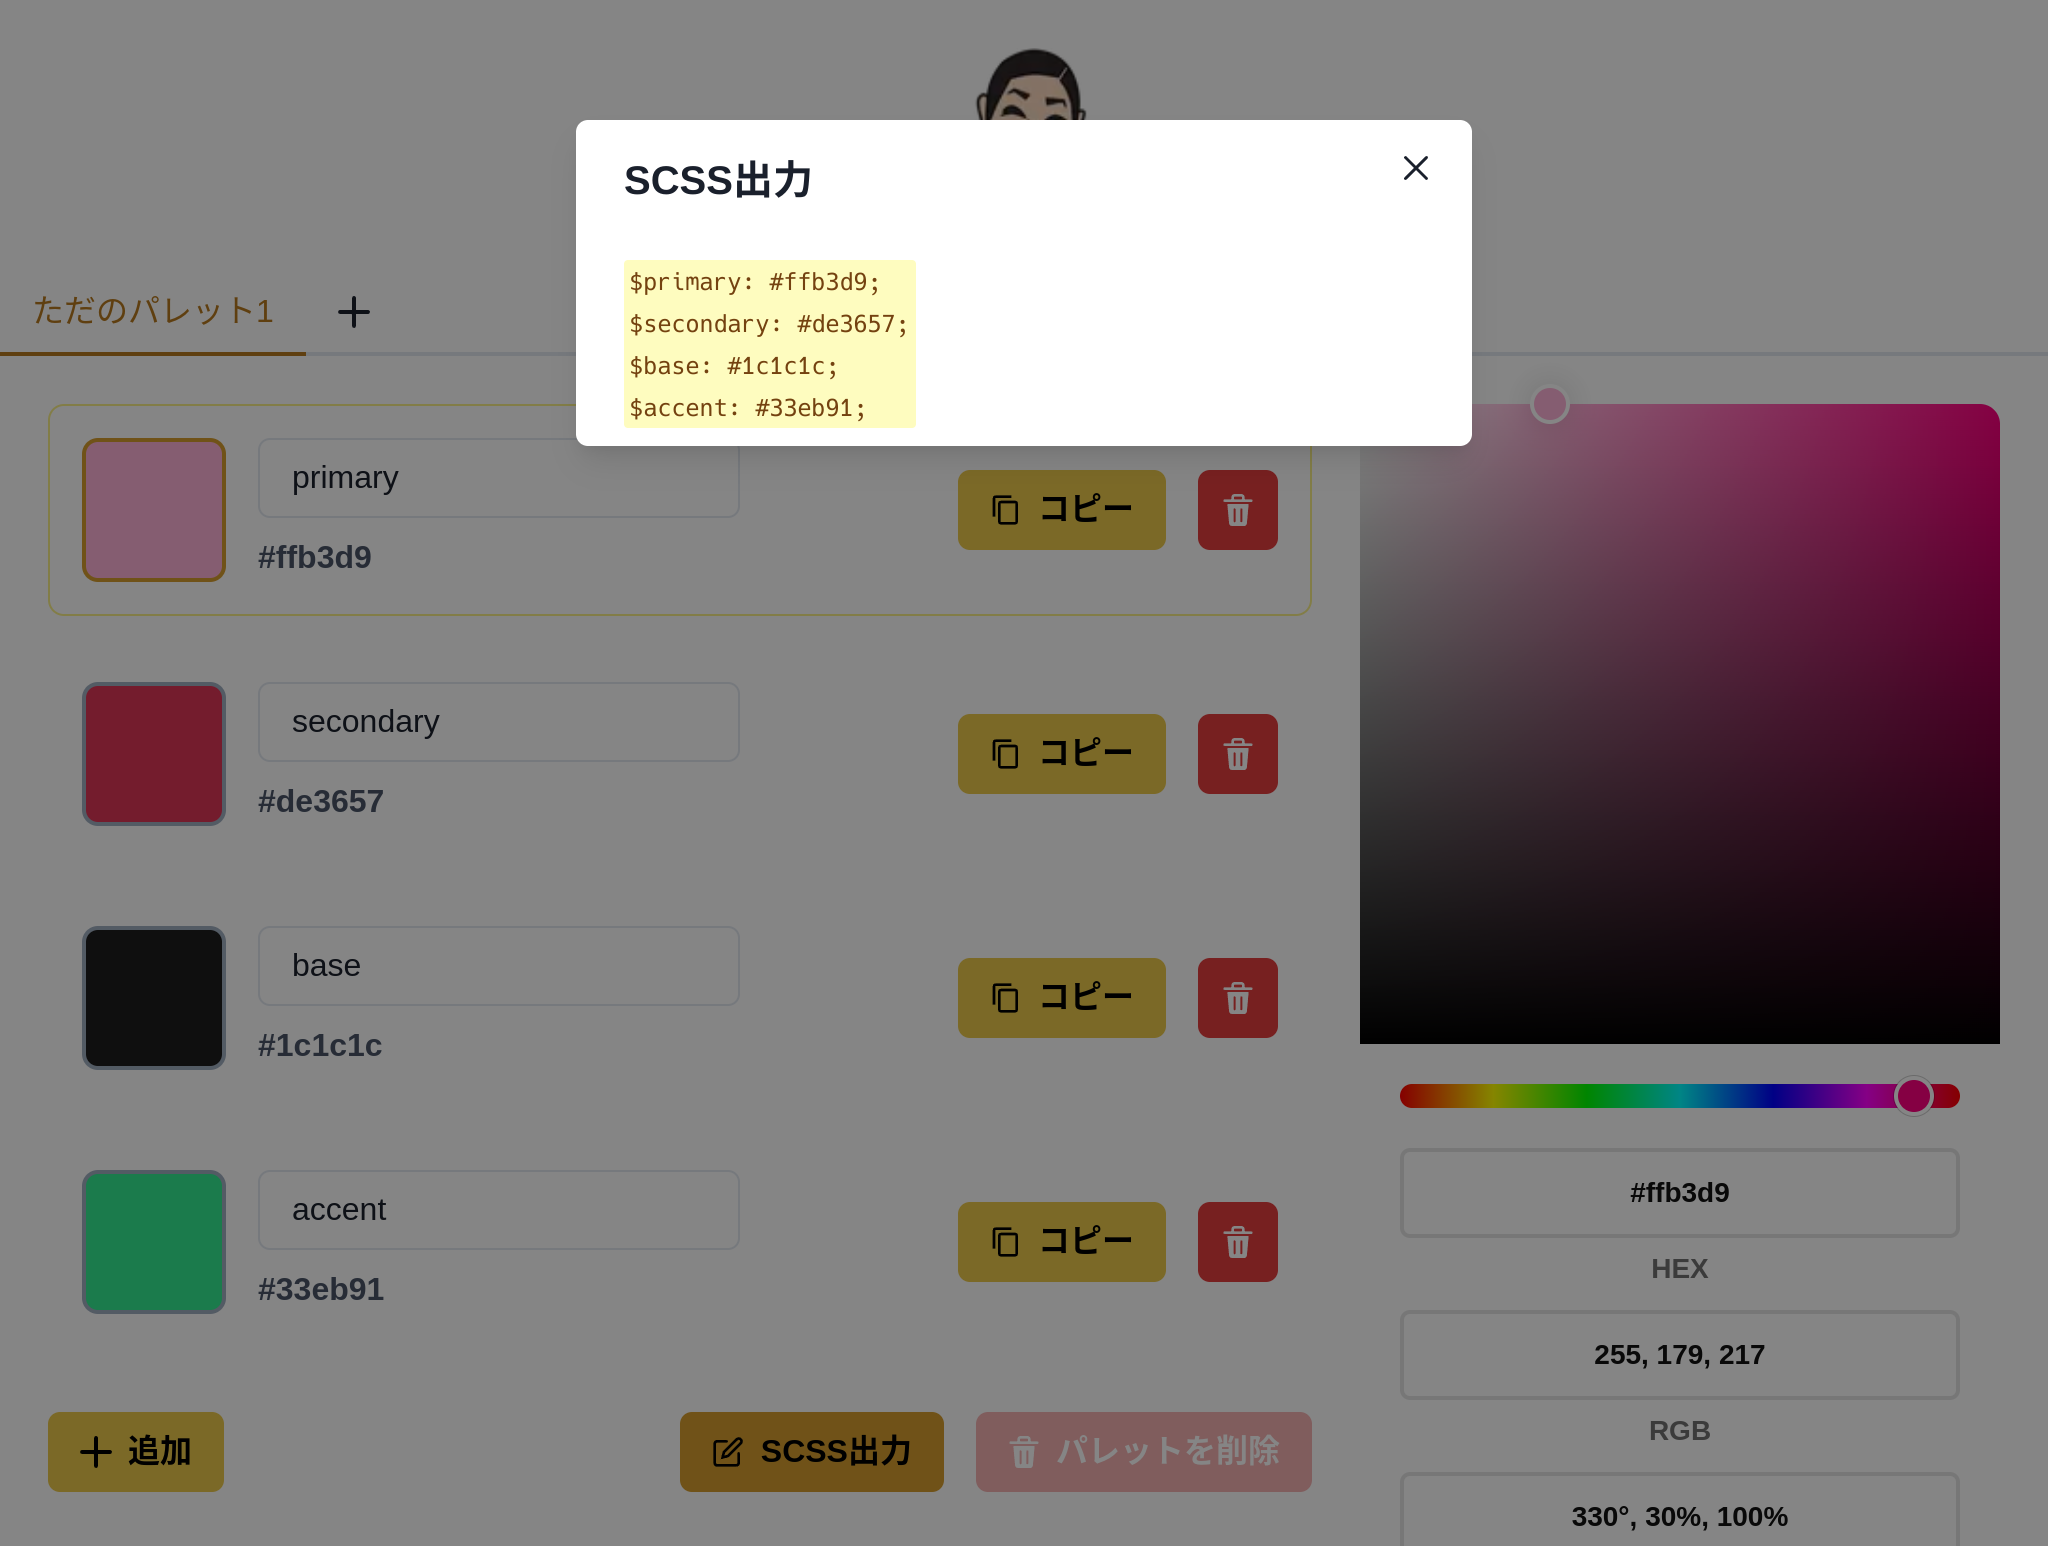 SCSS出力
$primary: #ffb3d9;
$secondary: #de3657;
$base: #1c1c1c;
$accent: #33eb91;
ただのパレット1
primary
#ffb3d9
コピー
secondary
#de3657
コピー
base
#1c1c1c
コピー
accent
#33eb91
コピー
追加
SCSS出力
パレットを削除
#ffb3d9
HEX
255, 179, 217
RGB
330°, 30%, 100%